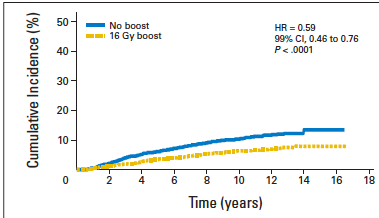 Cumulative Incidence (%)
50
40
30
20
10
0
No boost
16 Gy boost
HR = 0.59
99% CI, 0.46 to 0.76
P < .0001
2 4 6 8 10 12 14 16 18
Time (years)